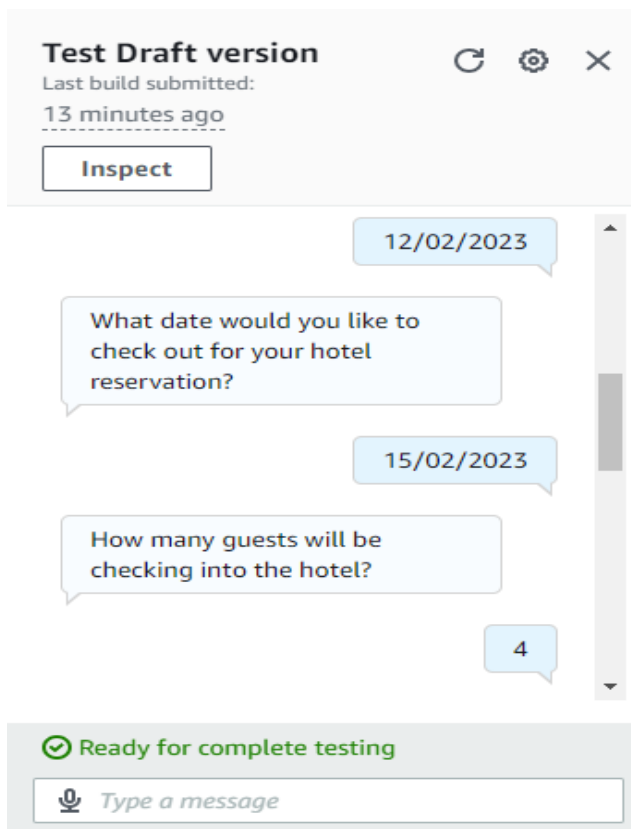 Test Draft version
Last build submitted:
13 minutes ago
Inspect
12/02/2023
What date would you like to
check out for your hotel
reservation?
15/02/2023
How many guests will be
checking into the hotel?
4
Ready for complete testing
Type a message